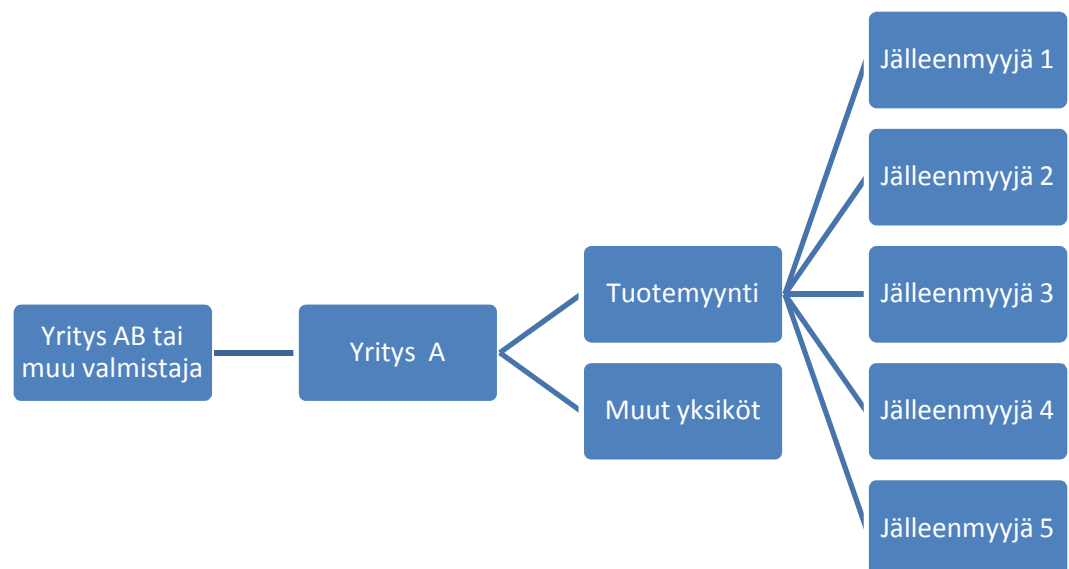 Yritys AB tai
muu valmistaja
Yritys  A
Tuotemyynti
Muut yksiköt
Jälleenmyyjä 1
Jälleenmyyjä 2
Jälleenmyyjä 3
Jälleenmyyjä 4
Jälleenmyyjä 5